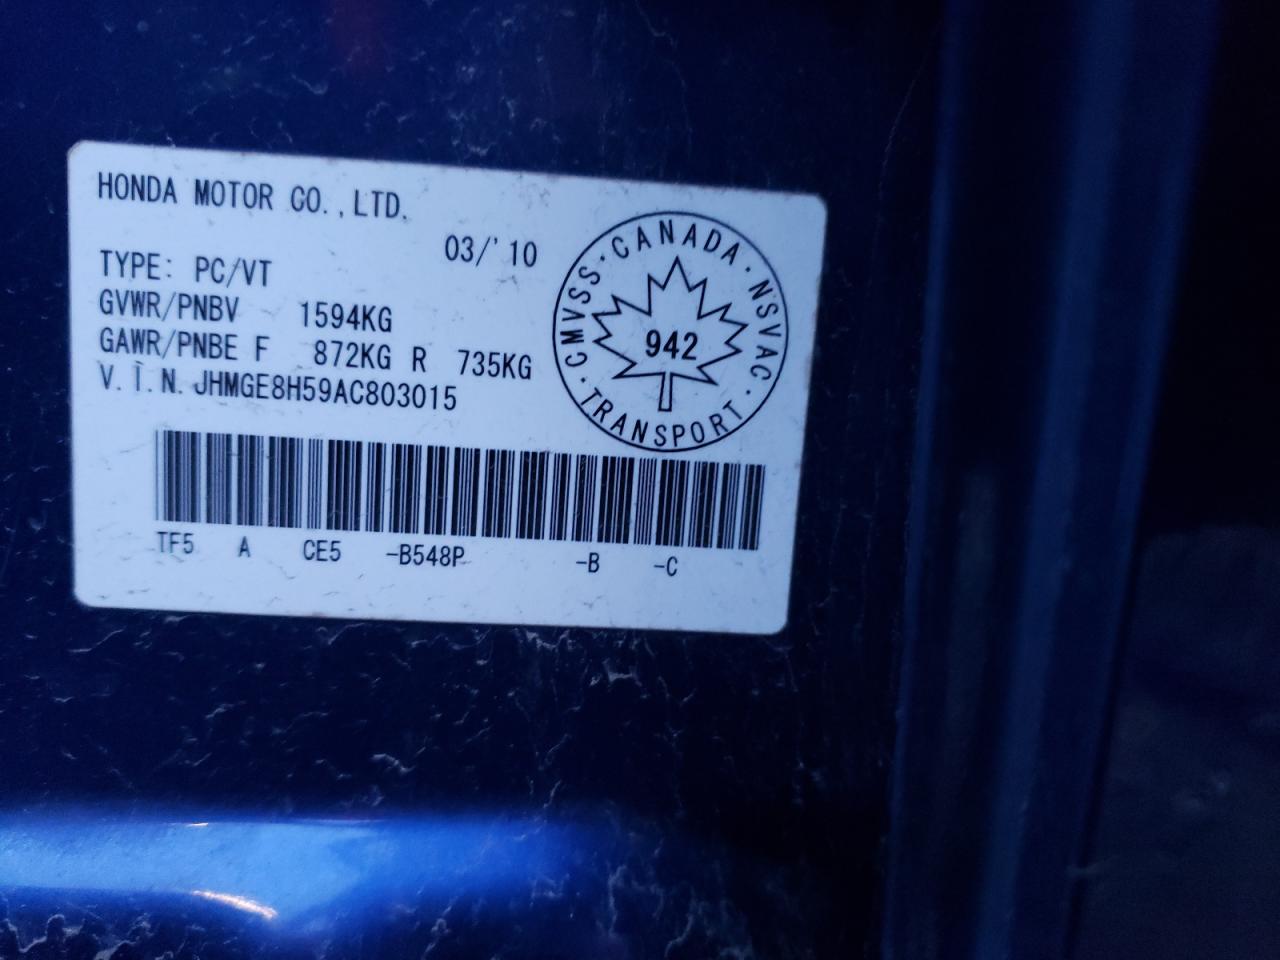 HONDA MOTOR CO., LTD.
03/'10
TYPE: PC/VT
GVWR/PNBV 1594KG
GAWR/PNBE F 872KG R 735KG
V.I.N. JHMGE8H59AC803015
CANADA · NSVAC · TRANSPORT · CMVSS ·
942
TF5 A CE5 -B548P -B -C